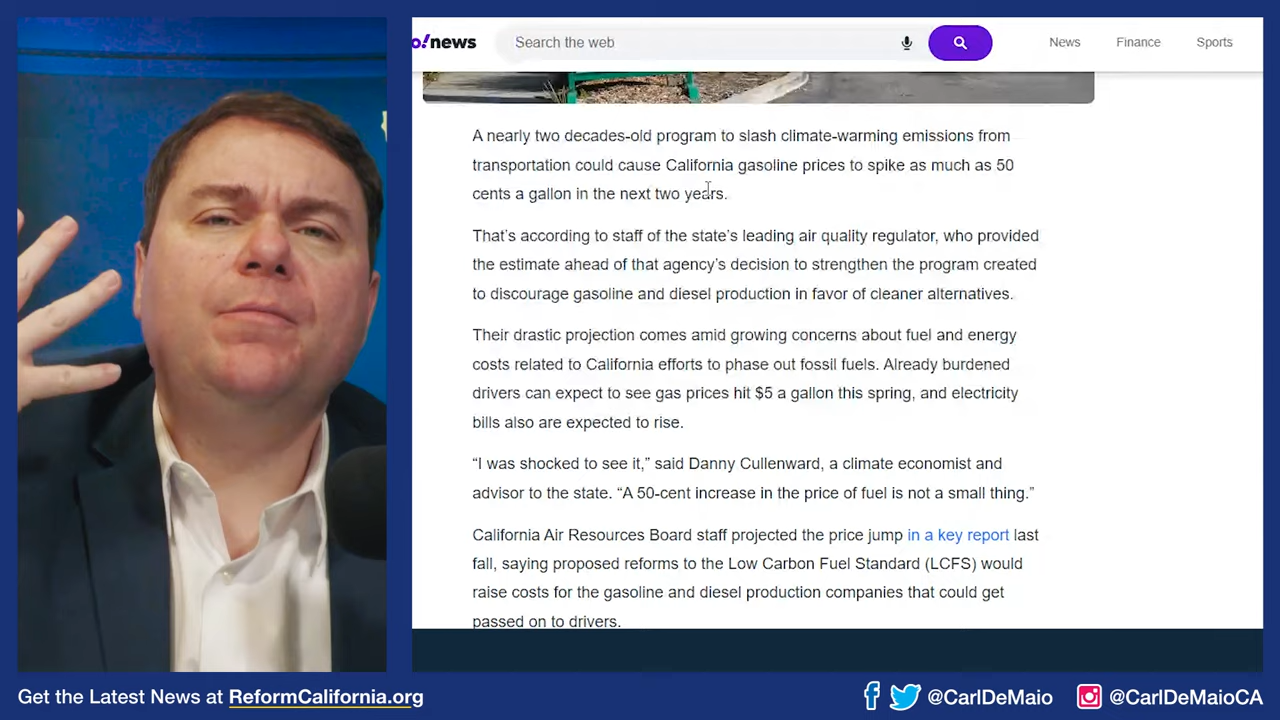 o!news
Search the web
News
Finance
Sports
A nearly two decades-old program to slash climate-warming emissions from
transportation could cause California gasoline prices to spike as much as 50
cents a gallon in the next two years.
That’s according to staff of the state’s leading air quality regulator, who provided
the estimate ahead of that agency’s decision to strengthen the program created
to discourage gasoline and diesel production in favor of cleaner alternatives.
Their drastic projection comes amid growing concerns about fuel and energy
costs related to California efforts to phase out fossil fuels. Already burdened
drivers can expect to see gas prices hit $5 a gallon this spring, and electricity
bills also are expected to rise.
“I was shocked to see it,” said Danny Cullenward, a climate economist and
advisor to the state. “A 50-cent increase in the price of fuel is not a small thing.”
California Air Resources Board staff projected the price jump in a key report last
fall, saying proposed reforms to the Low Carbon Fuel Standard (LCFS) would
raise costs for the gasoline and diesel production companies that could get
passed on to drivers.
Get the Latest News at ReformCalifornia.org
@CarlDeMaio
@CarlDeMaioCA